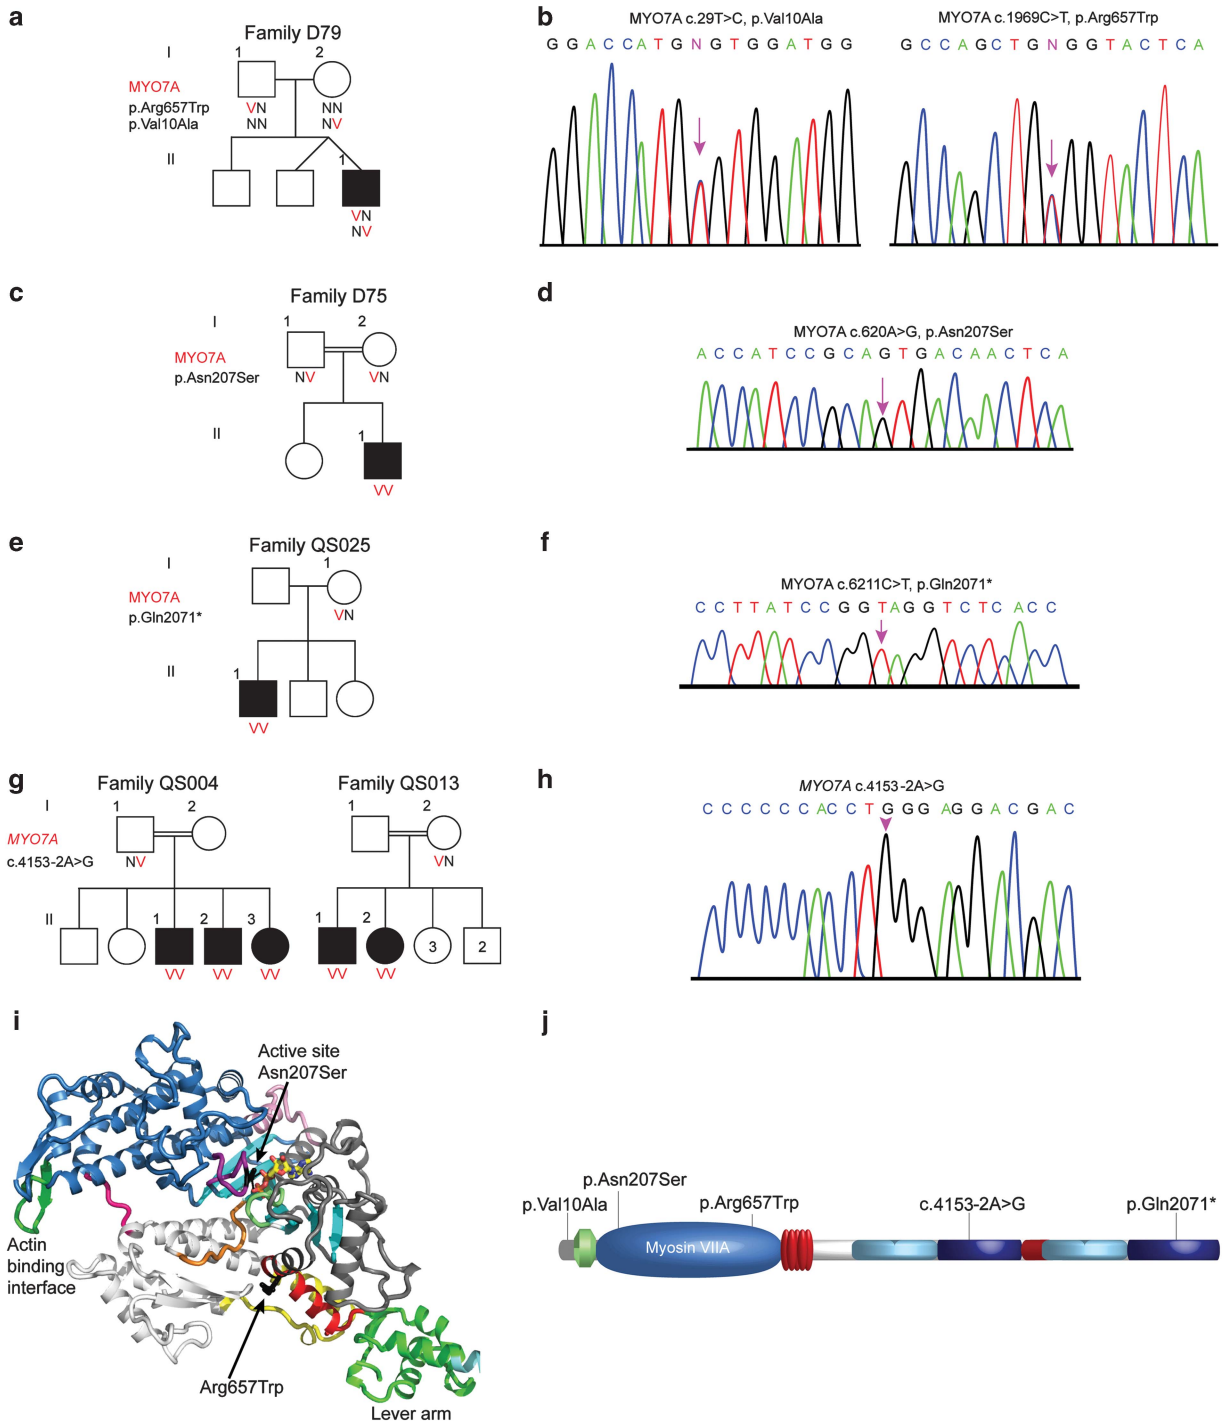 a
Family D79
I
1
2
MYO7A
p.Arg657Trp
VN
NN
p.Val10Ala
NN
NV
II
1
VN
NV
b
MYO7A c.29T>C, p.Val10Ala
G G A C C A T G N G T G G A T G G
MYO7A c.1969C>T, p.Arg657Trp
G C C A G C T G N G G T A C T C A
c
Family D75
I
1
2
MYO7A
p.Asn207Ser
NV
VN
II
1
VV
d
MYO7A c.620A>G, p.Asn207Ser
A C C A T C C G C A G T G A C A A C T C A
e
Family QS025
I
1
MYO7A
p.Gln2071*
VN
II
1
VV
f
MYO7A c.6211C>T, p.Gln2071*
C C T T A T C C G G T A G G T C T C A C C
g
Family QS004
Family QS013
I
1
2
1
2
MYO7A
c.4153-2A>G
NV
VN
II
1
2
3
1
2
3
2
VV
VV
VV
VV
VV
h
MYO7A c.4153-2A>G
C C C C C C A C C T G G G A G G A C G A C
i
Active site
Asn207Ser
Actin
binding
interface
Arg657Trp
Lever arm
j
p.Asn207Ser
p.Val10Ala
p.Arg657Trp
c.4153-2A>G
p.Gln2071*
Myosin VIIA